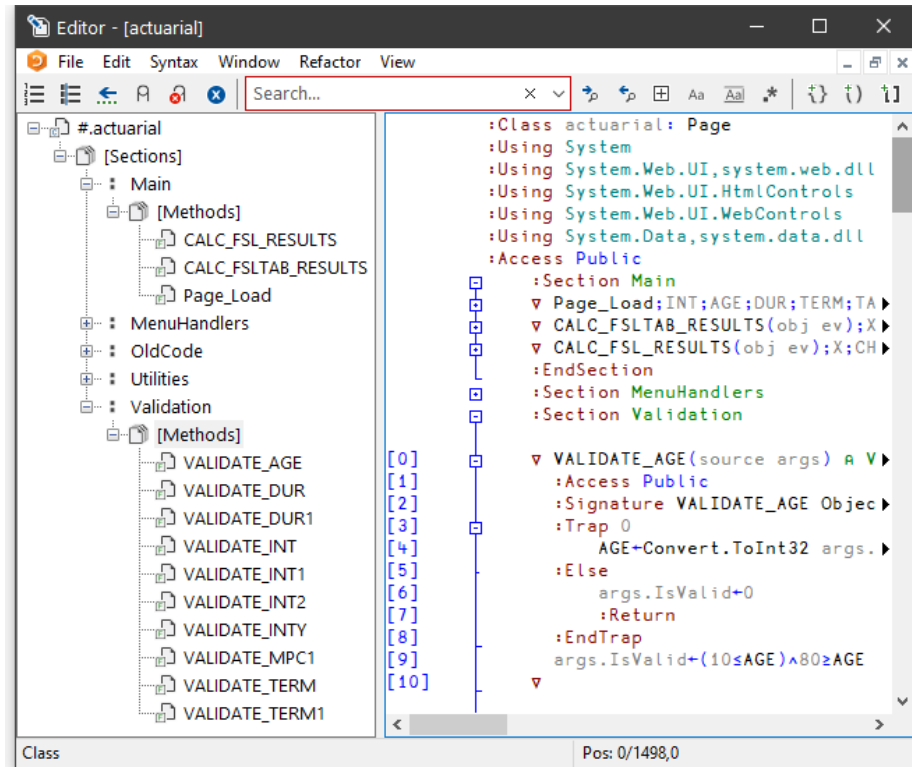 Editor - [actuarial]
File Edit Syntax Window Refactor View
Search...
Aa Aa .* {} () []
#.actuarial
[Sections]
Main
[Methods]
CALC_FSL_RESULTS
CALC_FSLTAB_RESULTS
Page_Load
MenuHandlers
OldCode
Utilities
Validation
[Methods]
VALIDATE_AGE
VALIDATE_DUR
VALIDATE_DUR1
VALIDATE_INT
VALIDATE_INT1
VALIDATE_INT2
VALIDATE_INTY
VALIDATE_MPC1
VALIDATE_TERM
VALIDATE_TERM1
:Class actuarial: Page
:Using System
:Using System.Web.UI,system.web.dll
:Using System.Web.UI.HtmlControls
:Using System.Web.UI.WebControls
:Using System.Data,system.data.dll
:Access Public
:Section Main
∇ Page_Load;INT;AGE;DUR;TERM;TA
∇ CALC_FSLTAB_RESULTS(obj ev);X
∇ CALC_FSL_RESULTS(obj ev);X;CH
:EndSection
:Section MenuHandlers
:Section Validation
[0] ∇ VALIDATE_AGE(source args) ⍝ V
[1] :Access Public
[2] :Signature VALIDATE_AGE Objec
[3] :Trap 0
[4] AGE←Convert.ToInt32 args.
[5] :Else
[6] args.IsValid←0
[7] :Return
[8] :EndTrap
[9] args.IsValid←(10≤AGE)∧80≥AGE
[10] ∇
Class
Pos: 0/1498,0